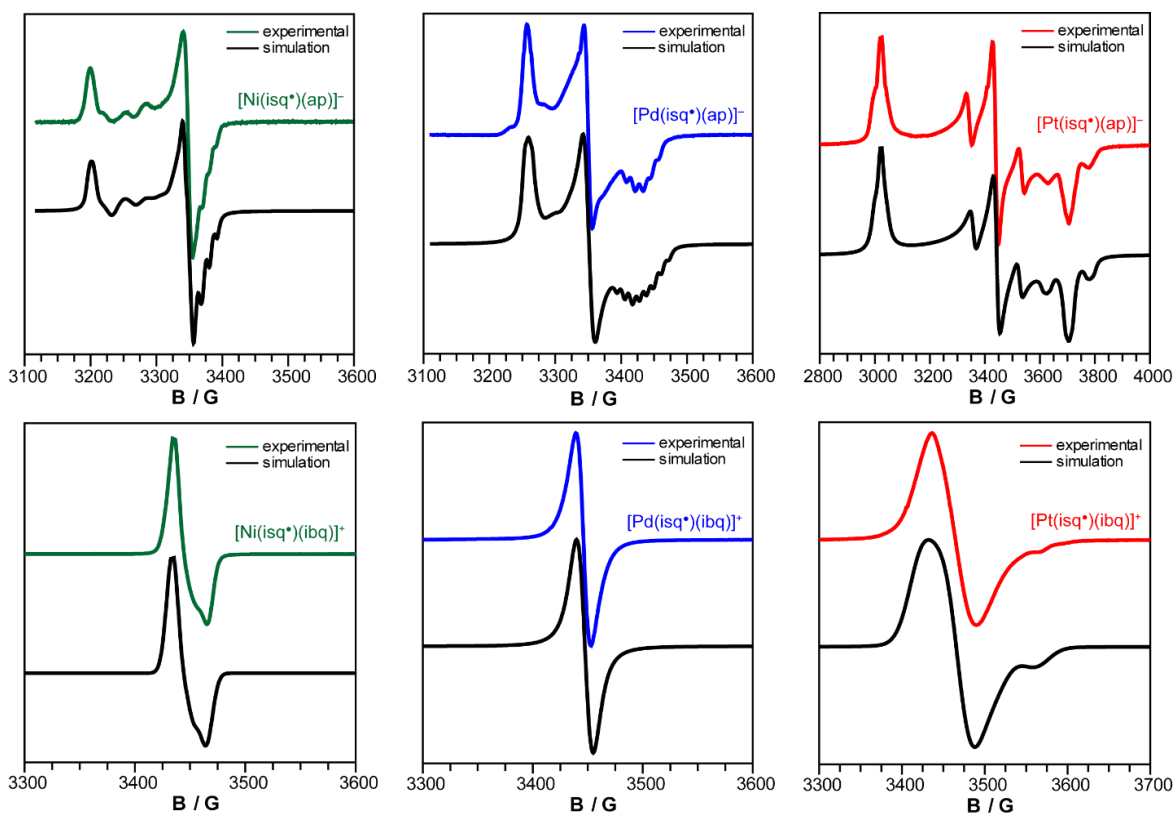 experimental
simulation
[Ni(isq•)(ap)]⁻
3100 3200 3300 3400 3500 3600
B / G
experimental
simulation
[Pd(isq•)(ap)]⁻
3100 3200 3300 3400 3500 3600
B / G
experimental
simulation
[Pt(isq•)(ap)]⁻
2800 3000 3200 3400 3600 3800 4000
B / G
experimental
simulation
[Ni(isq•)(ibq)]⁺
3300 3400 3500 3600
B / G
experimental
simulation
[Pd(isq•)(ibq)]⁺
3300 3400 3500 3600
B / G
experimental
simulation
[Pt(isq•)(ibq)]⁺
3300 3400 3500 3600 3700
B / G